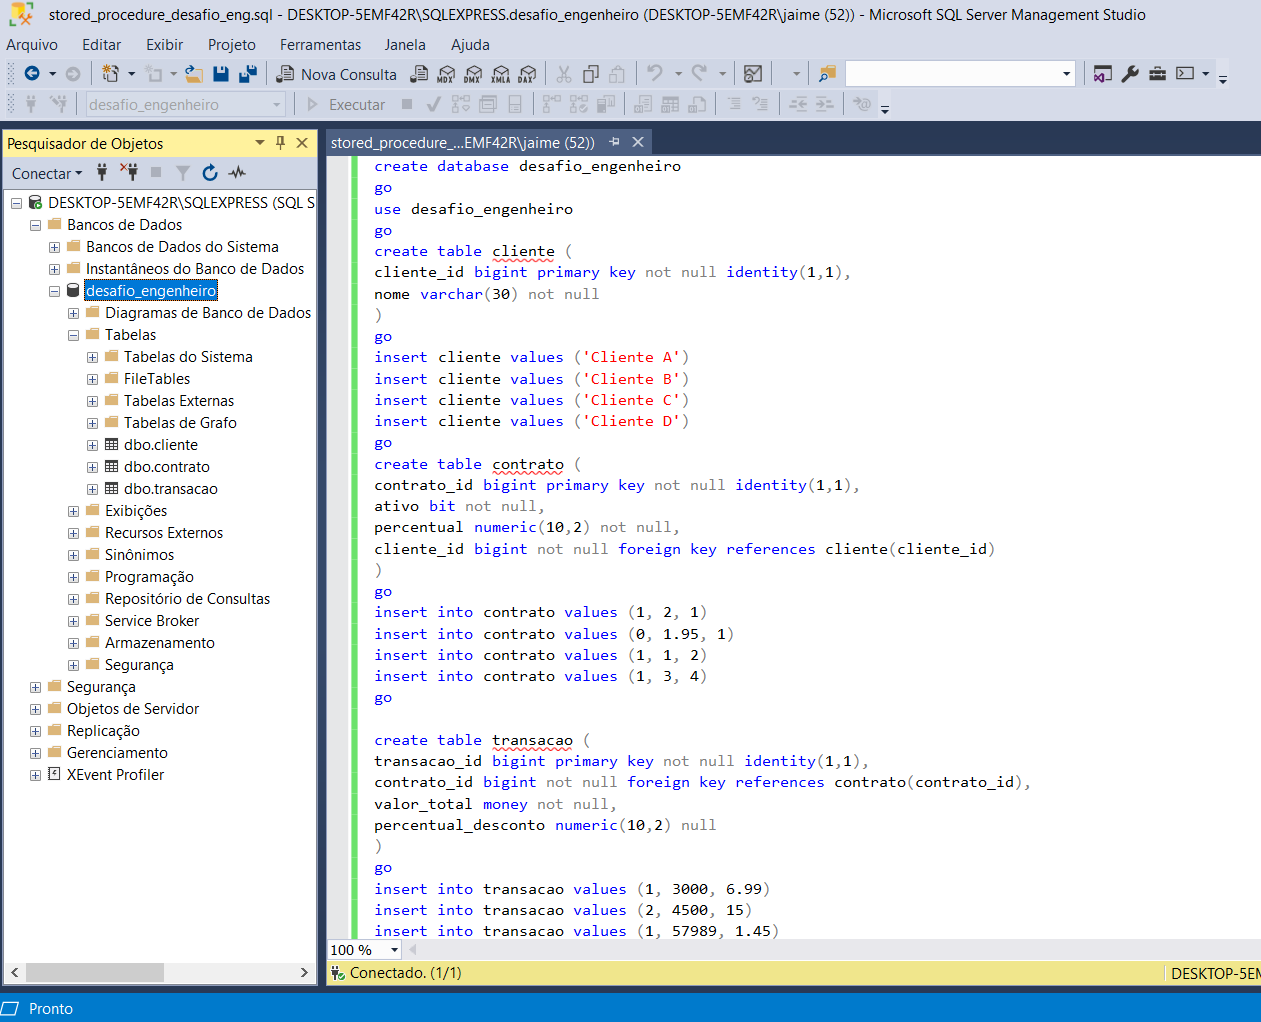 stored_procedure_desafio_eng.sql - DESKTOP-5EMF42R\SQLEXPRESS.desafio_engenheiro (DESKTOP-5EMF42R\jaime (52)) - Microsoft SQL Server Management Studio
Arquivo Editar Exibir Projeto Ferramentas Janela Ajuda
Nova Consulta MDX DMX XMLA DAX
desafio_engenheiro Executar
Pesquisador de Objetos
Conectar
DESKTOP-5EMF42R\SQLEXPRESS (SQL S
Bancos de Dados
Bancos de Dados do Sistema
Instantâneos do Banco de Dados
desafio_engenheiro
Diagramas de Banco de Dados
Tabelas
Tabelas do Sistema
FileTables
Tabelas Externas
Tabelas de Grafo
dbo.cliente
dbo.contrato
dbo.transacao
Exibições
Recursos Externos
Sinônimos
Programação
Repositório de Consultas
Service Broker
Armazenamento
Segurança
Segurança
Objetos de Servidor
Replicação
Gerenciamento
XEvent Profiler
stored_procedure_...EMF42R\jaime (52))
create database desafio_engenheiro
go
use desafio_engenheiro
go
create table cliente (
cliente_id bigint primary key not null identity(1,1),
nome varchar(30) not null
)
go
insert cliente values ('Cliente A')
insert cliente values ('Cliente B')
insert cliente values ('Cliente C')
insert cliente values ('Cliente D')
go
create table contrato (
contrato_id bigint primary key not null identity(1,1),
ativo bit not null,
percentual numeric(10,2) not null,
cliente_id bigint not null foreign key references cliente(cliente_id)
)
go
insert into contrato values (1, 2, 1)
insert into contrato values (0, 1.95, 1)
insert into contrato values (1, 1, 2)
insert into contrato values (1, 3, 4)
go
create table transacao (
transacao_id bigint primary key not null identity(1,1),
contrato_id bigint not null foreign key references contrato(contrato_id),
valor_total money not null,
percentual_desconto numeric(10,2) null
)
go
insert into transacao values (1, 3000, 6.99)
insert into transacao values (2, 4500, 15)
insert into transacao values (1, 57989, 1.45)
100 %
Conectado. (1/1)
DESKTOP-5EM
Pronto